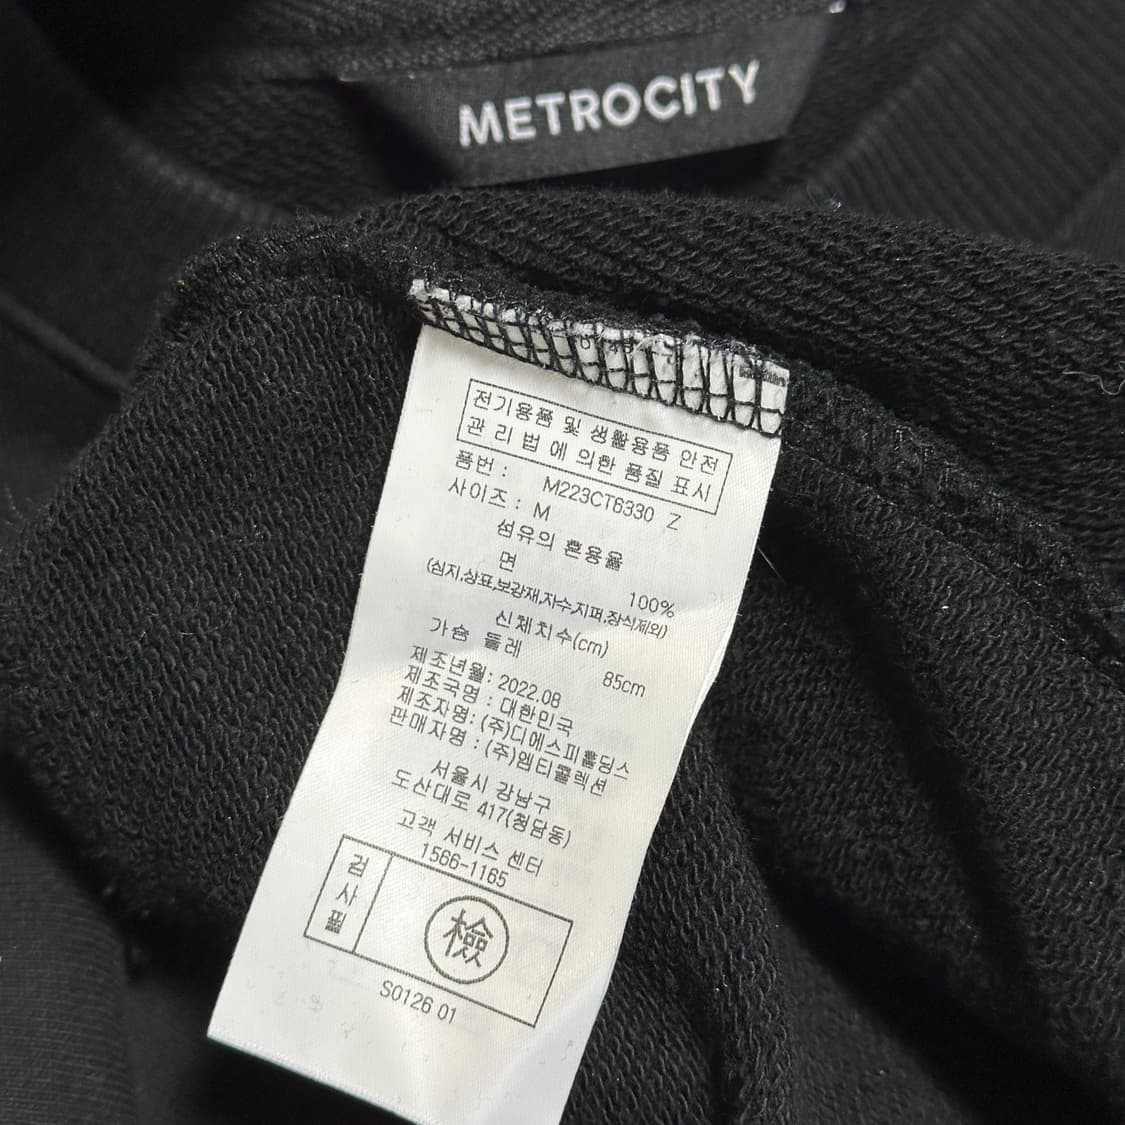 METROCITY
전기용품 및 생활용품 안전
관 리 법 에 의한 품질 표시
품번 : M223CT6330 Z
사이즈 : M
섬유의 혼용율
면 100%
(심지,상표,보강재,자수,지퍼,장식제외)
신체치수(cm)
가슴 둘레 85cm
제조년월: 2022.08
제조국명 : 대한민국
제조자명: (주)디에스피홀딩스
판매자명 : (주)엠티콜렉션
서울시 강남구
도산대로 417(청담동)
고객 서비스 센터
1566-1165
검사필
檢
S0126 01